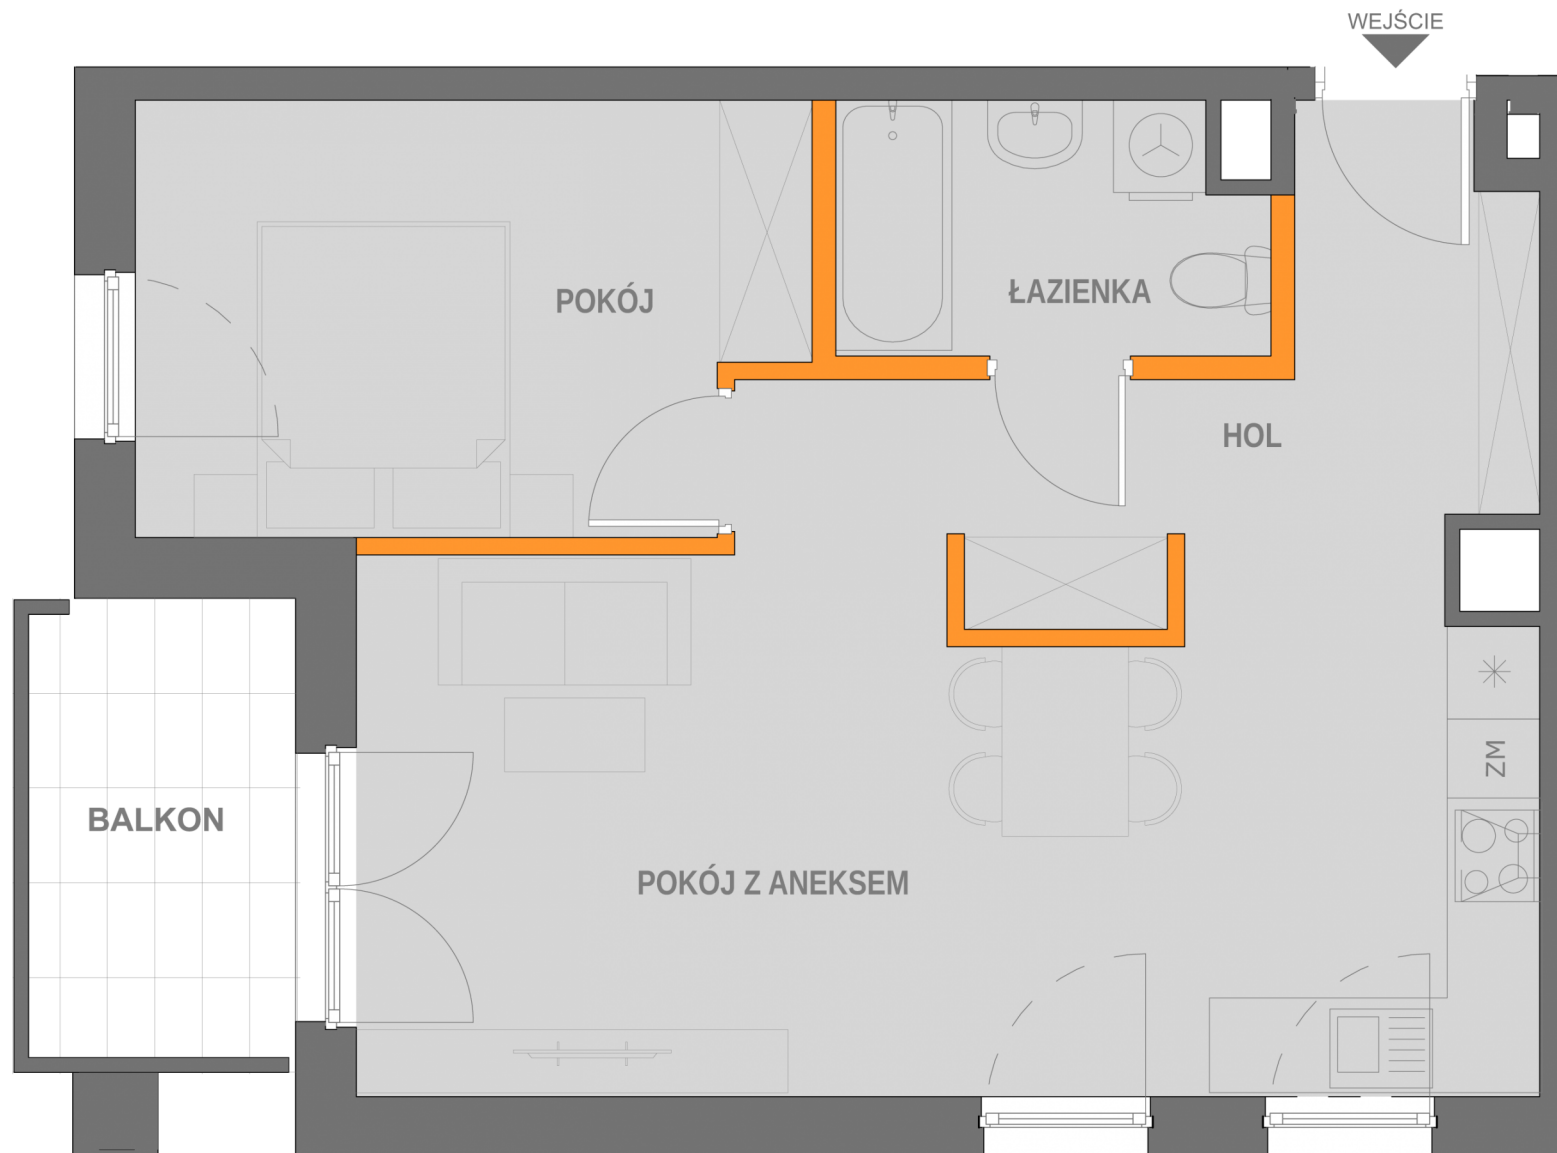 WEJŚCIE
POKÓJ
ŁAZIENKA
HOL
ZM
BALKON
POKÓJ Z ANEKSEM